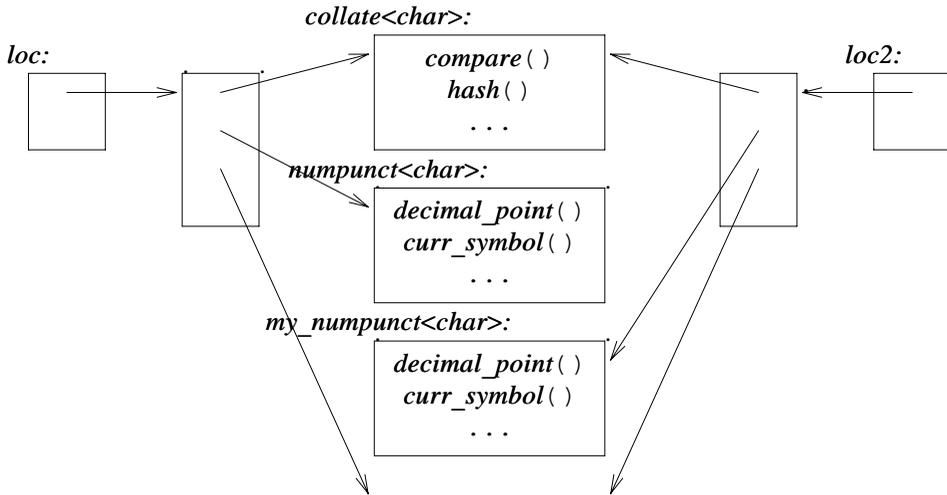 collate<char>:
loc:
loc2:
compare()
hash()
...
numpunct<char>:
decimal_point()
curr_symbol()
...
my_numpunct<char>:
decimal_point()
curr_symbol()
...